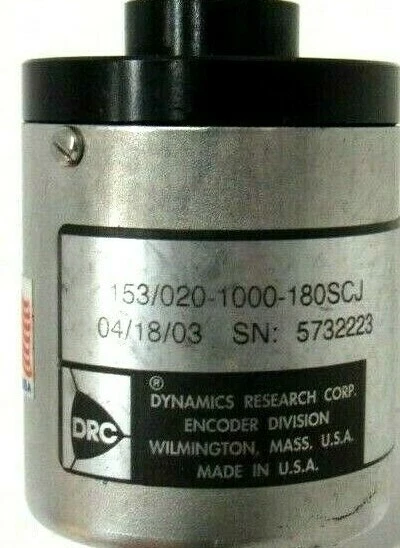 153/020-1000-180SCJ
04/18/03 SN: 5732223
®
DYNAMICS RESEARCH CORP.
ENCODER DIVISION
DRC
WILMINGTON, MASS. U.S.A.
MADE IN U.S.A.